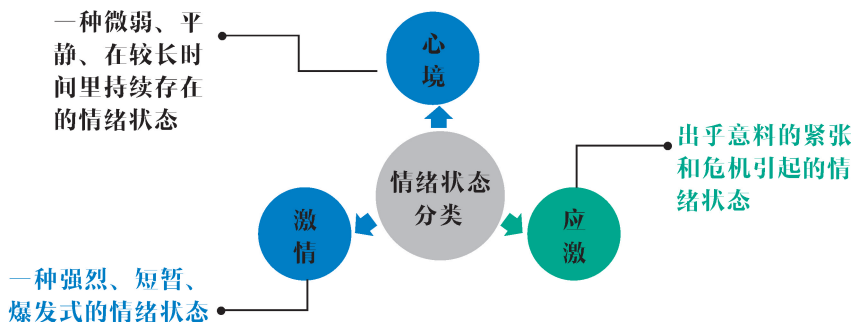 一种微弱、平
静、在较长时
间里持续存在
的情绪状态
心
境
出乎意料的紧张
和危机引起的情
绪状态
情绪状态
分类
激
情
应
激
一种强烈、短暂、
爆发式的情绪状态